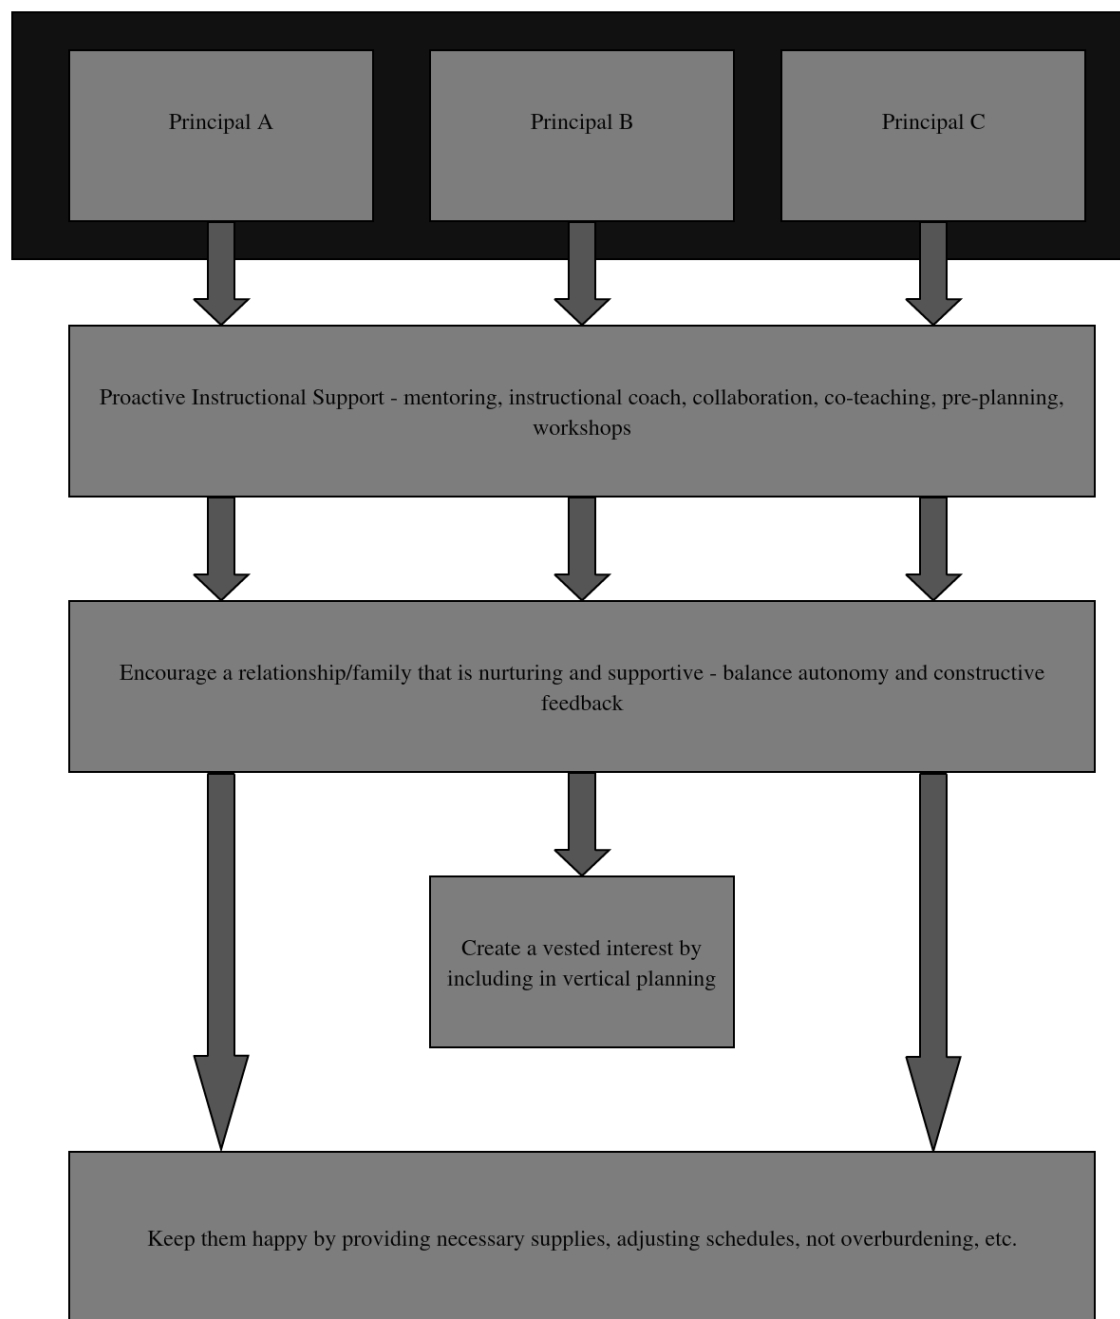 Principal A
Principal B
Principal C
Proactive Instructional Support - mentoring, instructional coach, collaboration, co-teaching, pre-planning,
workshops
Encourage a relationship/family that is nurturing and supportive - balance autonomy and constructive
feedback
Create a vested interest by
including in vertical planning
Keep them happy by providing necessary supplies, adjusting schedules, not overburdening, etc.